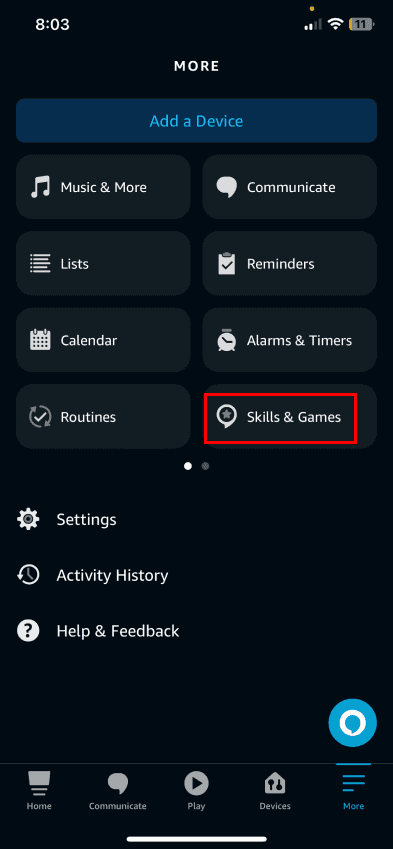 8:03
11
MORE
Add a Device
Music & More
Communicate
Lists
Reminders
Calendar
Alarms & Timers
Routines
Skills & Games
Settings
Activity History
? Help & Feedback
Home Communicate Play Devices More